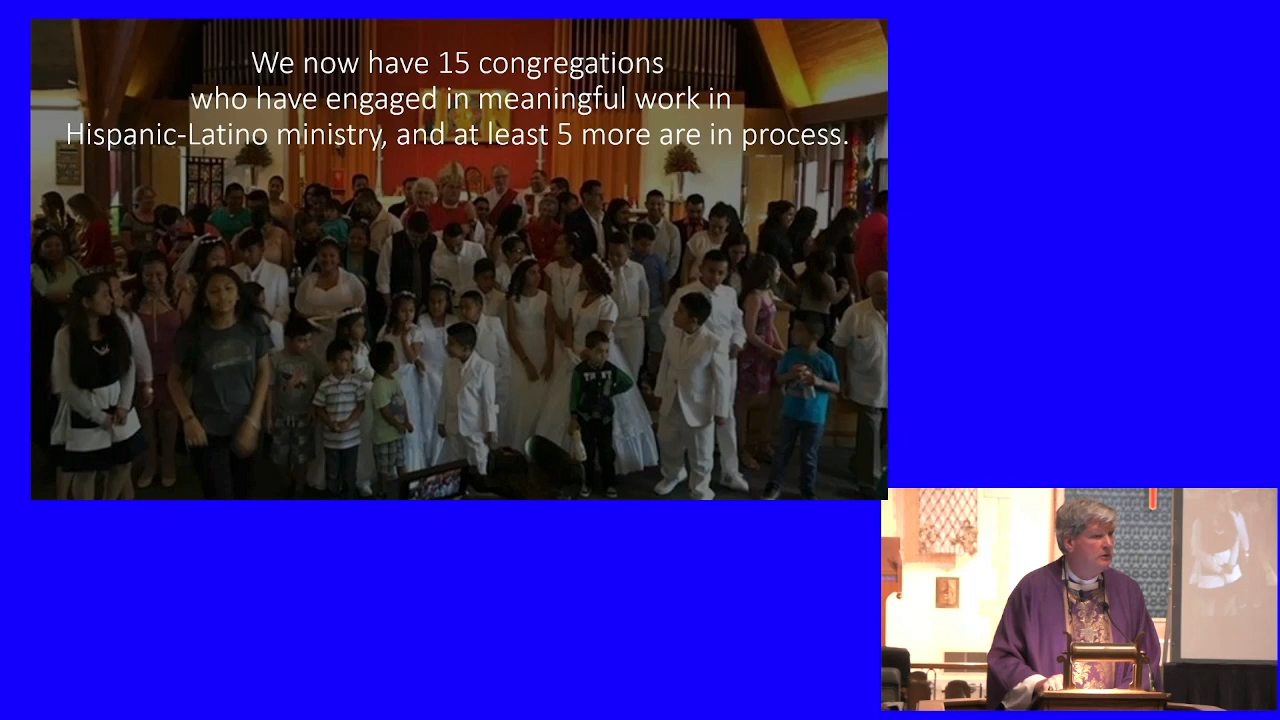 We now have 15 congregations
who have engaged in meaningful work in
Hispanic-Latino ministry, and at least 5 more are in process.